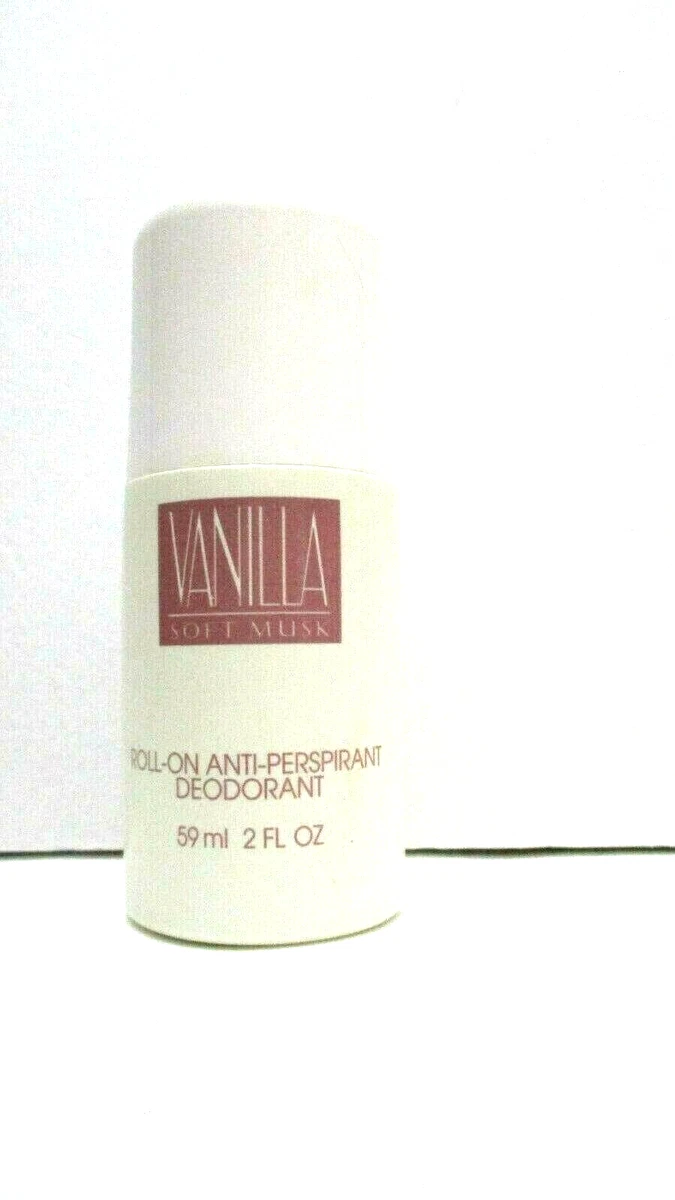 VANILLA
SOFT MUSK
ROLL-ON ANTI-PERSPIRANT
DEODORANT
59 ml 2 FL OZ